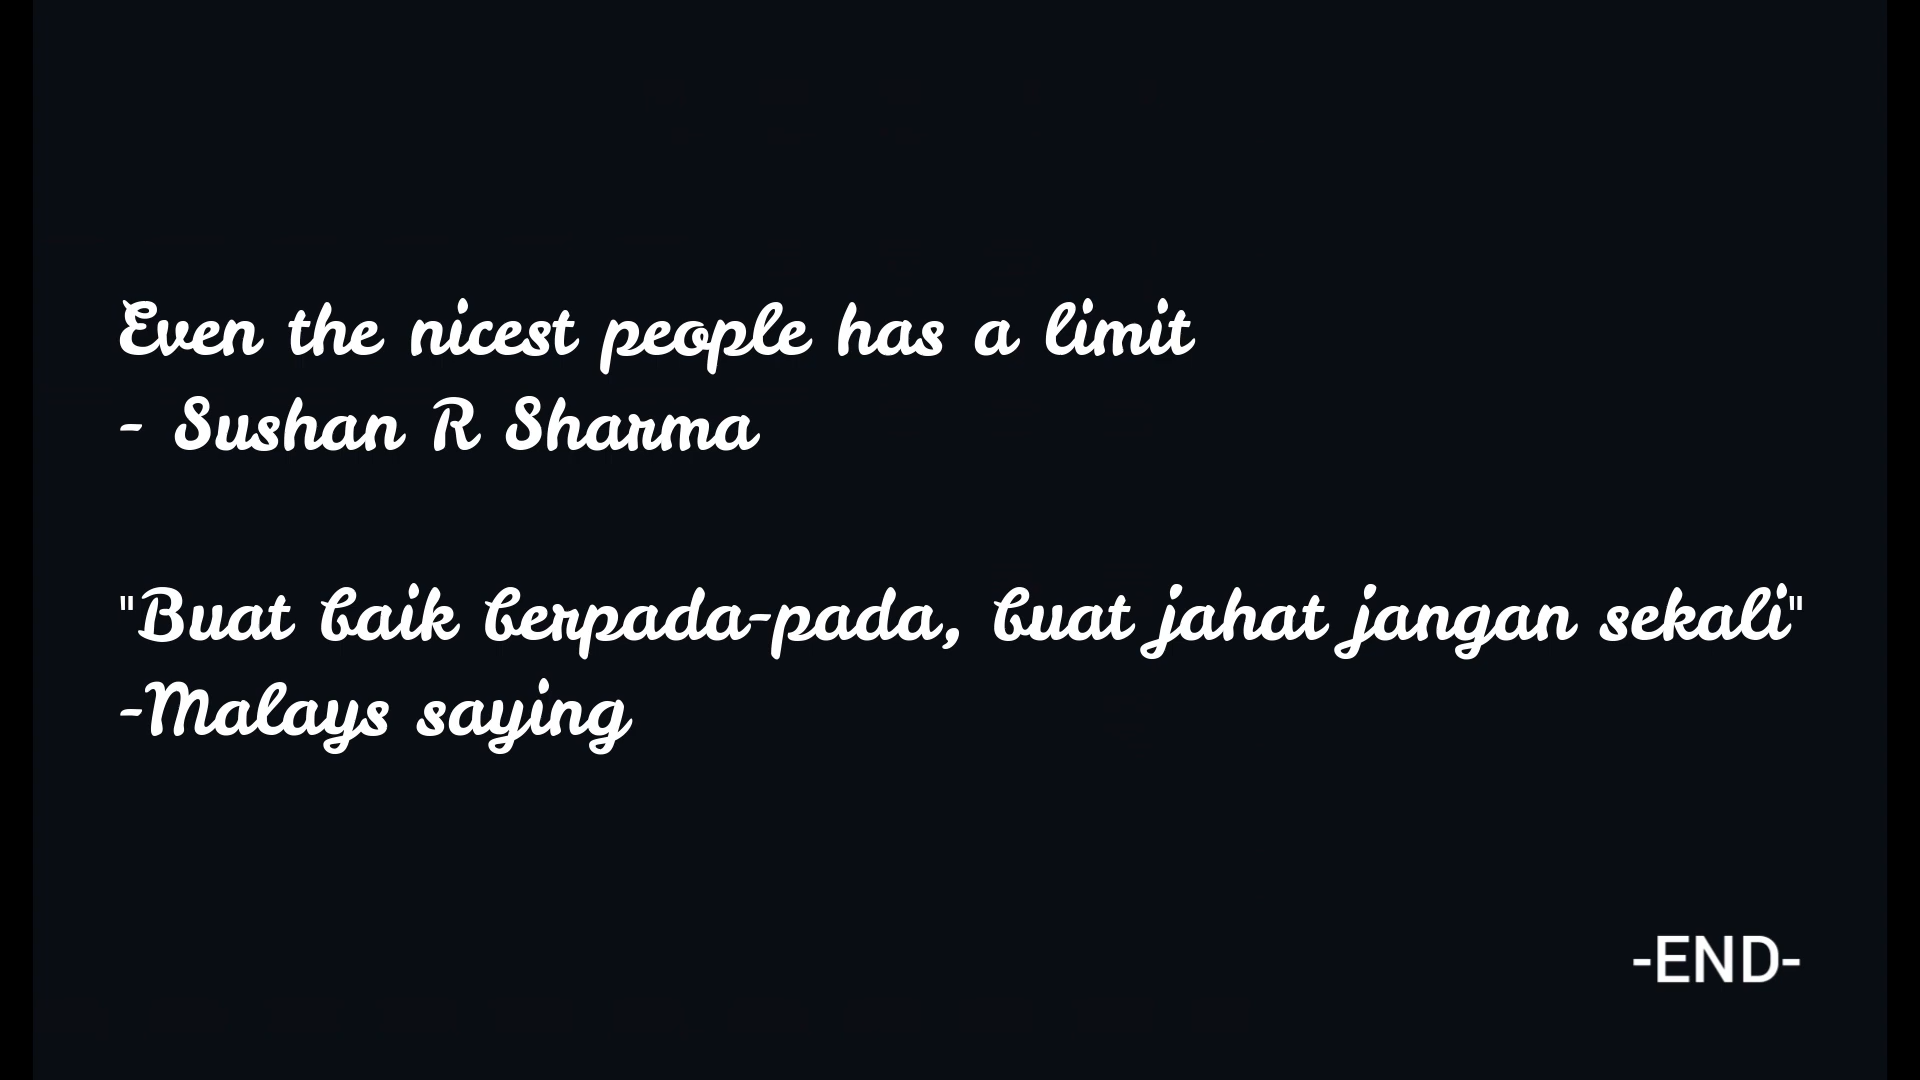 Even the nicest people has a limit
- Sushan R Sharma
"Buat baik berpada-pada, buat jahat jangan sekali"
-Malays saying
-END-